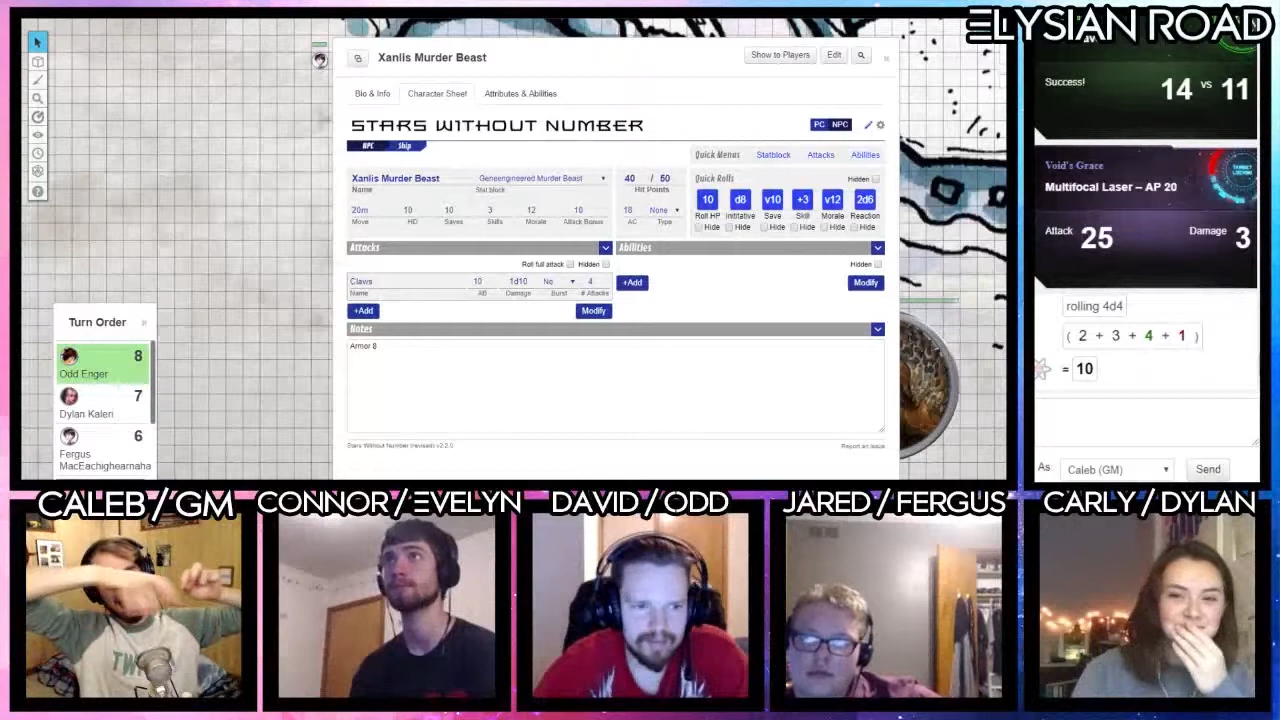 ELYSIAN ROAD
Xanlis Murder Beast
Show to Players
Edit
Bio & Info
Character Sheet
Attributes & Abilities
STARS WITHOUT NUMBER
PC NPC
NPC Ship
Quick Menus Statblock Attacks Abilities
Xanlis Murder Beast Geneengineered Murder Beast
Name Stat block
40 / 50
Hit Points
Quick Rolls Hidden
10 d8 v10 +3 v12 2d6
Roll HP Inititative Save Skill Morale Reaction
Hide Hide Hide Hide Hide Hide
20m 10 10 3 12 10 18 None
Move HD Saves Skills Morale Attack Bonus AC Type
Attacks
Abilities
Roll full attack Hidden
Hidden
Claws 10 1d10 No 4
Name AB Damage Burst # Attacks
+Add Modify
+Add Modify
Notes
Armor 8
Stars Without Number (revised) v2.2.0
Report an Issue
Turn Order
8
Odd Enger
7
Dylan Kaleri
6
Fergus
MacEachighearnaha
Success!
14 vs 11
Void's Grace
Multifocal Laser – AP 20
TARGET
LOCKING
Attack 25 Damage 3
rolling 4d4
( 2 + 3 + 4 + 1 )
= 10
As: Caleb (GM) Send
CALEB / GM
CONNOR / EVELYN
DAVID / ODD
JARED / FERGUS
CARLY / DYLAN
TW